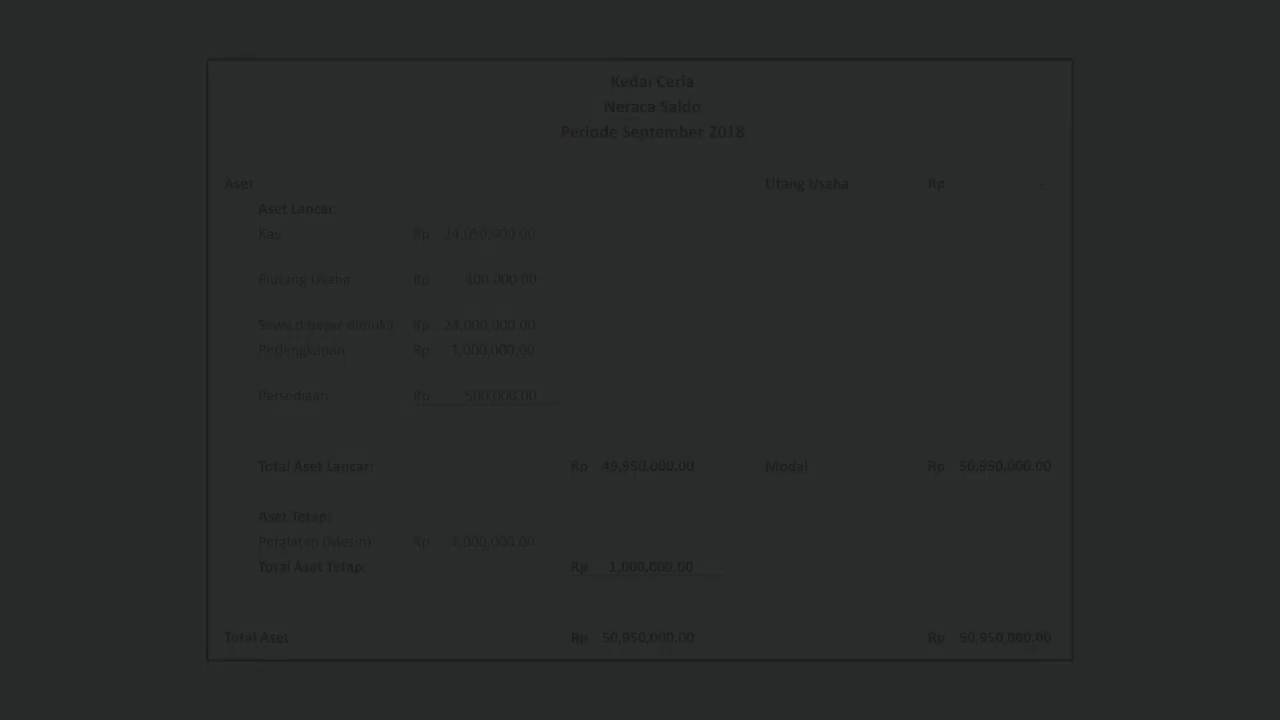 Kedai Ceria
Neraca Saldo
Periode September 2018
Aset Utang Usaha Rp -
Aset Lancar:
Kas Rp 24,050,000.00
Piutang Usaha Rp 400,000.00
Sewa dibayar dimuka Rp 24,000,000.00
Perlengkapan Rp 1,000,000.00
Persediaan Rp 500,000.00
Total Aset Lancar: Rp 49,950,000.00 Modal Rp 50,950,000.00
Aset Tetap:
Peralatan (Mesin) Rp 1,000,000.00
Total Aset Tetap: Rp 1,000,000.00
Total Aset Rp 50,950,000.00 Rp 50,950,000.00